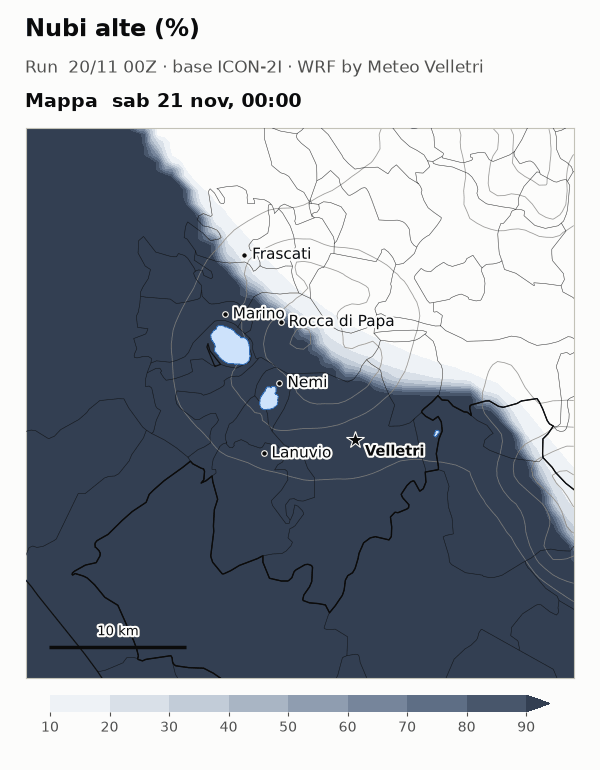 Nubi alte (%)
Run  20/11 00Z · base ICON-2I · WRF by Meteo Velletri
Mappa  sab 21 nov, 00:00
Frascati
Marino
Rocca di Papa
Nemi
Velletri
Lanuvio
10 km
10 20 30 40 50 60 70 80 90